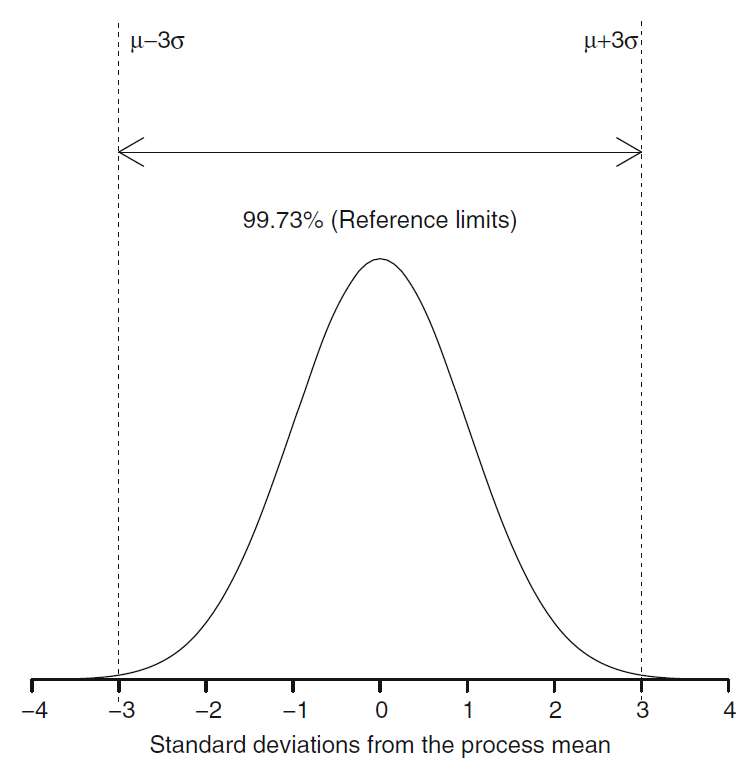 μ−3σ μ+3σ
99.73% (Reference limits)
−4 −3 −2 −1 0 1 2 3 4
Standard deviations from the process mean